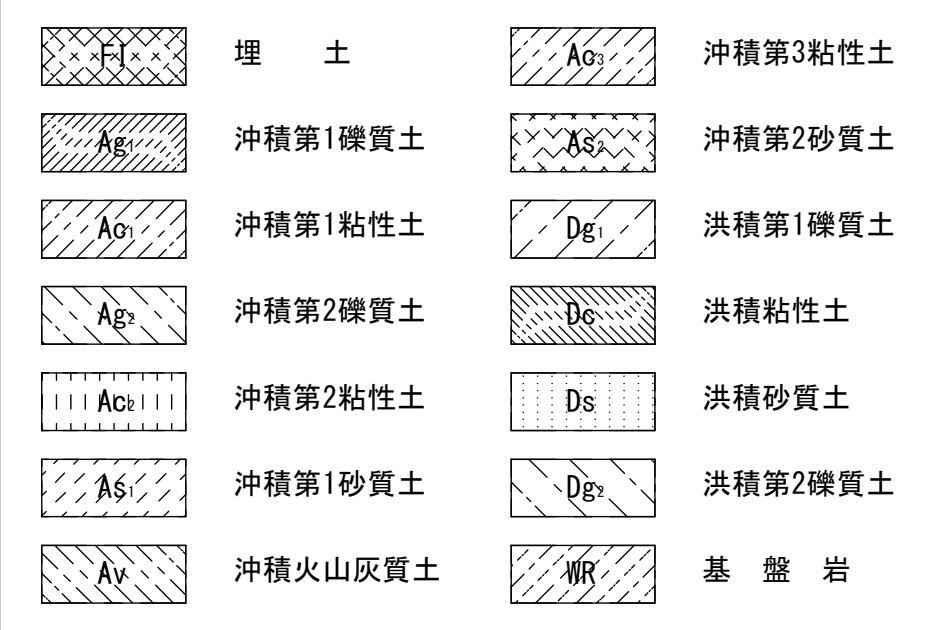 FI 埋 土
Ag1 沖積第1礫質土
Ac1 沖積第1粘性土
Ag2 沖積第2礫質土
Ac2 沖積第2粘性土
As1 沖積第1砂質土
Av 沖積火山灰質土
Ac3 沖積第3粘性土
As2 沖積第2砂質土
Dg1 洪積第1礫質土
Dc 洪積粘性土
Ds 洪積砂質土
Dg2 洪積第2礫質土
WR 基 盤 岩